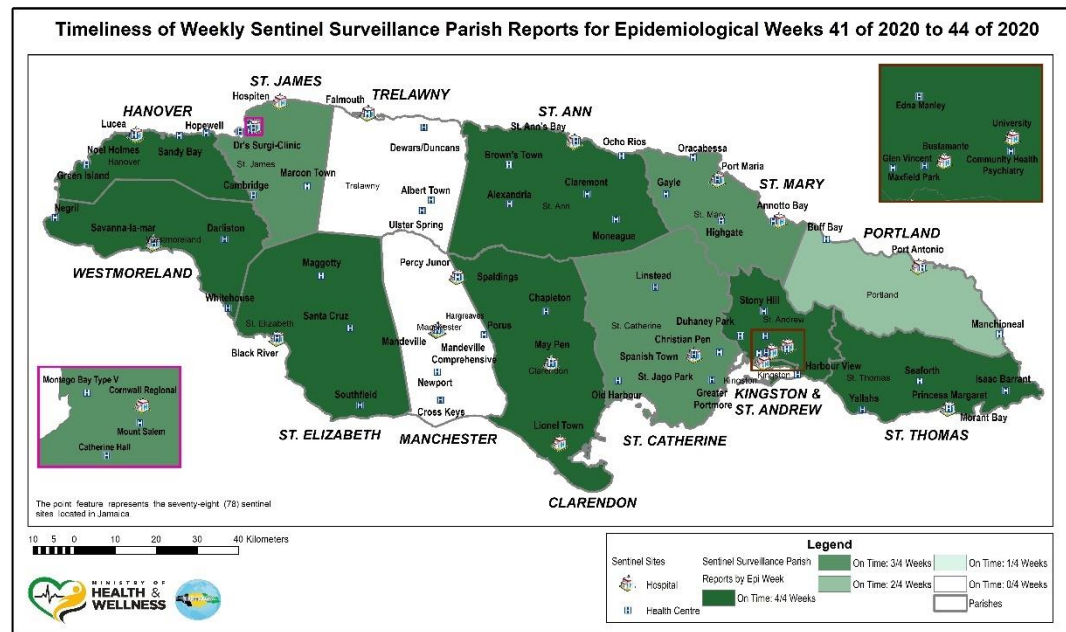 Timeliness of Weekly Sentinel Surveillance Parish Reports for Epidemiological Weeks 41 of 2020 to 44 of 2020
ST. JAMES
Hospiten
TRELAWNY
Falmouth
HANOVER
Lucea
Hopewell
Noel Holmes
Hanover
Sandy Bay
Green Island
Dr's Surgi-Clinic
St. James
Cambridge
Maroon Town
Dewars/Duncans
Trelawny
Albert Town
Ulster Spring
ST. ANN
St. Ann's Bay
Ocho Rios
Brown's Town
Alexandria
Claremont
St. Ann
Moneague
Oracabessa
Port Maria
Gayle
ST. MARY
St. Mary
Annotto Bay
Highgate
Buff Bay
PORTLAND
Port Antonio
Portland
Manchioneal
Edna Manley
University
Bustamante
Glen Vincent
Community Health
Psychiatry
Maxfield Park
Negril
Savanna-la-mar
Darliston
WESTMORELAND
Whitehouse
Maggotty
Santa Cruz
St. Elizabeth
Black River
Southfield
ST. ELIZABETH
Percy Junor
Hargreaves
Mandeville
Mandeville
Comprehensive
Newport
Cross Keys
MANCHESTER
Spaldings
Chapleton
Porus
May Pen
Clarendon
Lionel Town
CLARENDON
Linstead
St. Catherine
Duhaney Park
Christian Pen
Spanish Town
St. Jago Park
Old Harbour
Greater
Portmore
ST. CATHERINE
Stony Hill
St. Andrew
Kingston
Kingston
Harbour View
KINGSTON &
ST. ANDREW
St. Thomas
Seaforth
Isaac Barrant
Yallahs
Princess Margaret
Morant Bay
ST. THOMAS
Montego Bay Type V
Cornwall Regional
Mount Salem
Catherine Hall
The point feature represents the seventy-eight (78) sentinel
sites located in Jamaica.
10 5 0 10 20 30 40 Kilometers
MINISTRY OF
HEALTH &
WELLNESS
Legend
Sentinel Sites
Hospital
Health Centre
Sentinel Surveillance Parish
Reports by Epi Week
On Time: 4/4 Weeks
On Time: 3/4 Weeks
On Time: 2/4 Weeks
On Time: 1/4 Weeks
On Time: 0/4 Weeks
Parishes